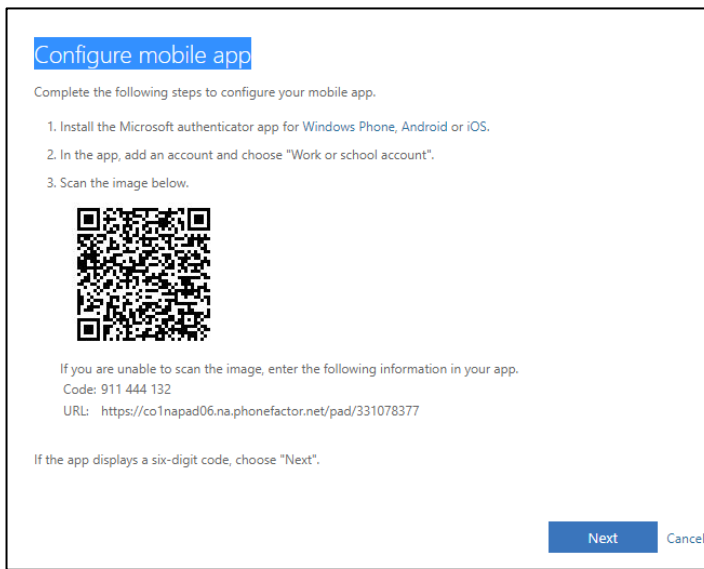 Configure mobile app
Complete the following steps to configure your mobile app.
1. Install the Microsoft authenticator app for Windows Phone, Android or iOS.
2. In the app, add an account and choose "Work or school account".
3. Scan the image below.
If you are unable to scan the image, enter the following information in your app.
Code: 911 444 132
URL: https://co1napad06.na.phonefactor.net/pad/331078377
If the app displays a six-digit code, choose "Next".
Next Cancel